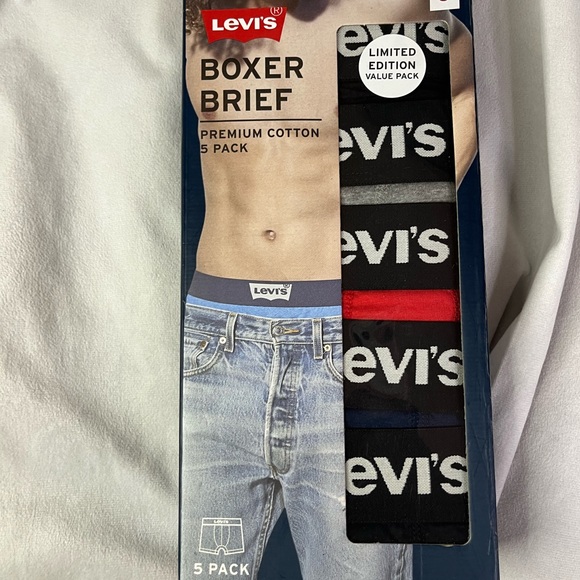 Levi's®
BOXER
BRIEF
PREMIUM COTTON
5 PACK
LIMITED
EDITION
VALUE PACK
evi's
evi's
evi's
evi's
evi's
Levi's®
Levi's
5 PACK